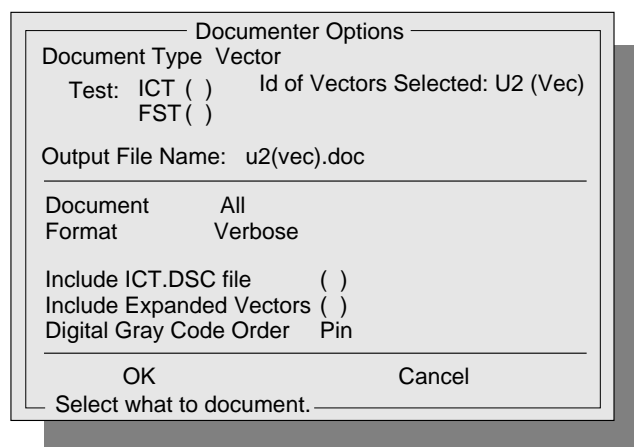 Documenter Options
Document Type Vector
Test: ICT ( ) Id of Vectors Selected: U2 (Vec)
FST ( )
Output File Name: u2(vec).doc
Document All
Format Verbose
Include ICT.DSC file ( )
Include Expanded Vectors ( )
Digital Gray Code Order Pin
OK Cancel
Select what to document.